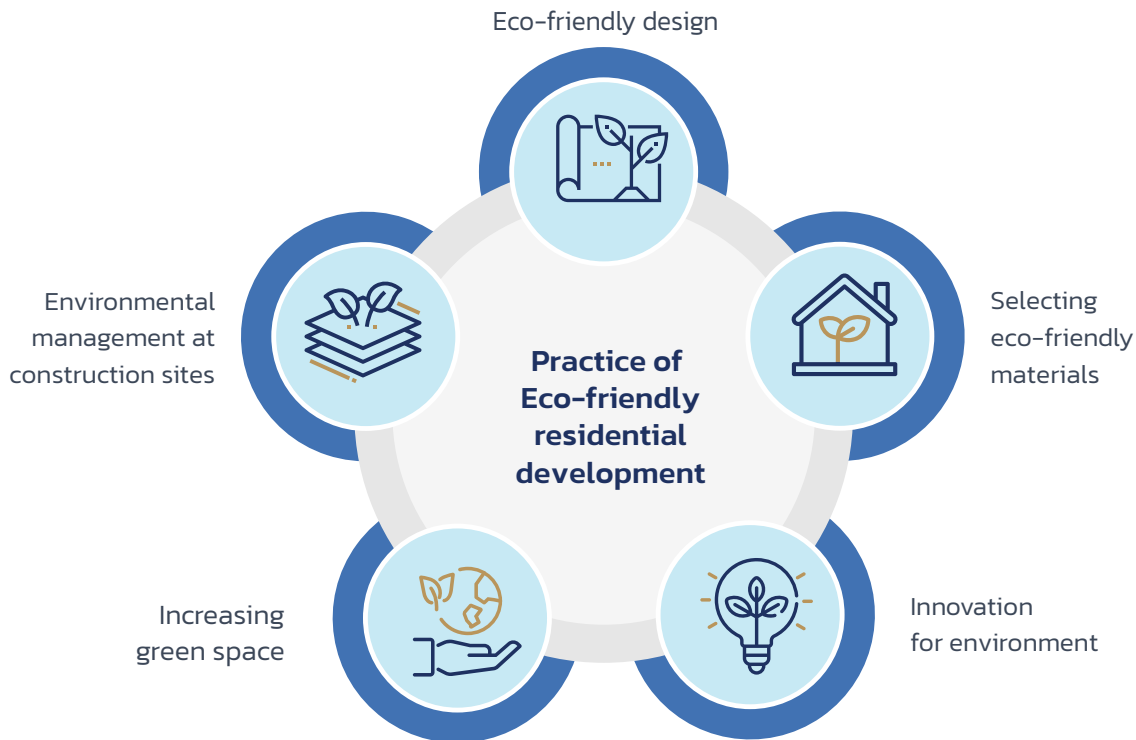 Eco-friendly design
Environmental
management at
construction sites
Selecting
eco-friendly
materials
Practice of
Eco-friendly
residential
development
Increasing
green space
Innovation
for environment